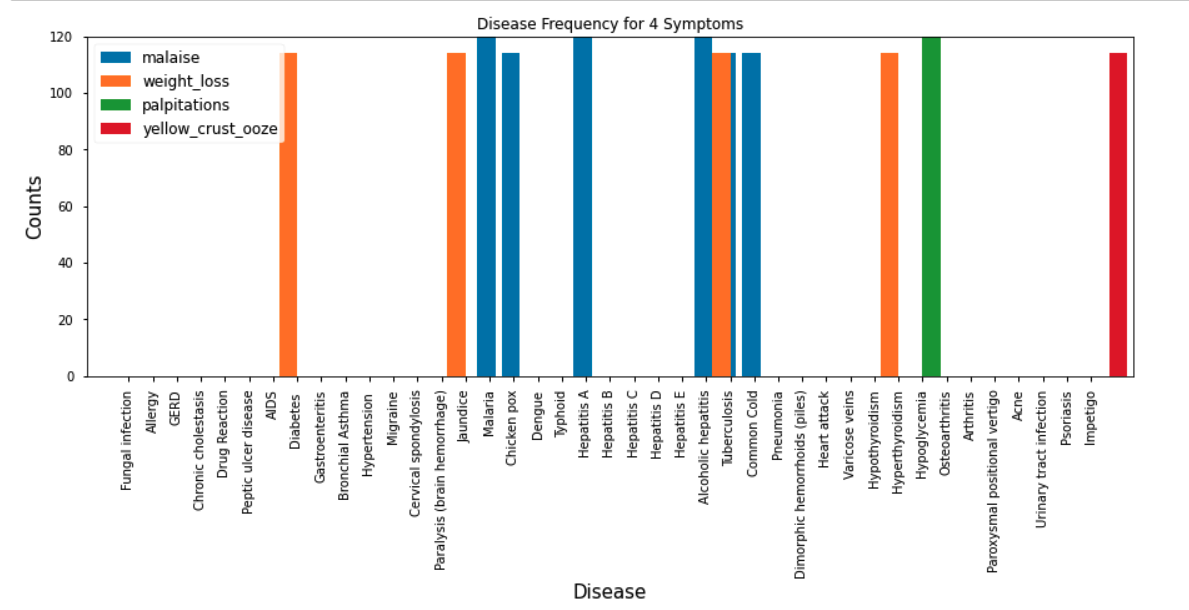 Disease Frequency for 4 Symptoms
malaise
weight_loss
palpitations
yellow_crust_ooze
120
100
80
60
40
20
0
Counts
Fungal infection
Allergy
GERD
Chronic cholestasis
Drug Reaction
Peptic ulcer disease
AIDS
Diabetes
Gastroenteritis
Bronchial Asthma
Hypertension
Migraine
Cervical spondylosis
Paralysis (brain hemorrhage)
Jaundice
Malaria
Chicken pox
Dengue
Typhoid
Hepatitis A
Hepatitis B
Hepatitis C
Hepatitis D
Hepatitis E
Alcoholic hepatitis
Tuberculosis
Common Cold
Pneumonia
Dimorphic hemorrhoids (piles)
Heart attack
Varicose veins
Hypothyroidism
Hyperthyroidism
Hypoglycemia
Osteoarthritis
Arthritis
Paroxysmal positional vertigo
Acne
Urinary tract infection
Psoriasis
Impetigo
Disease